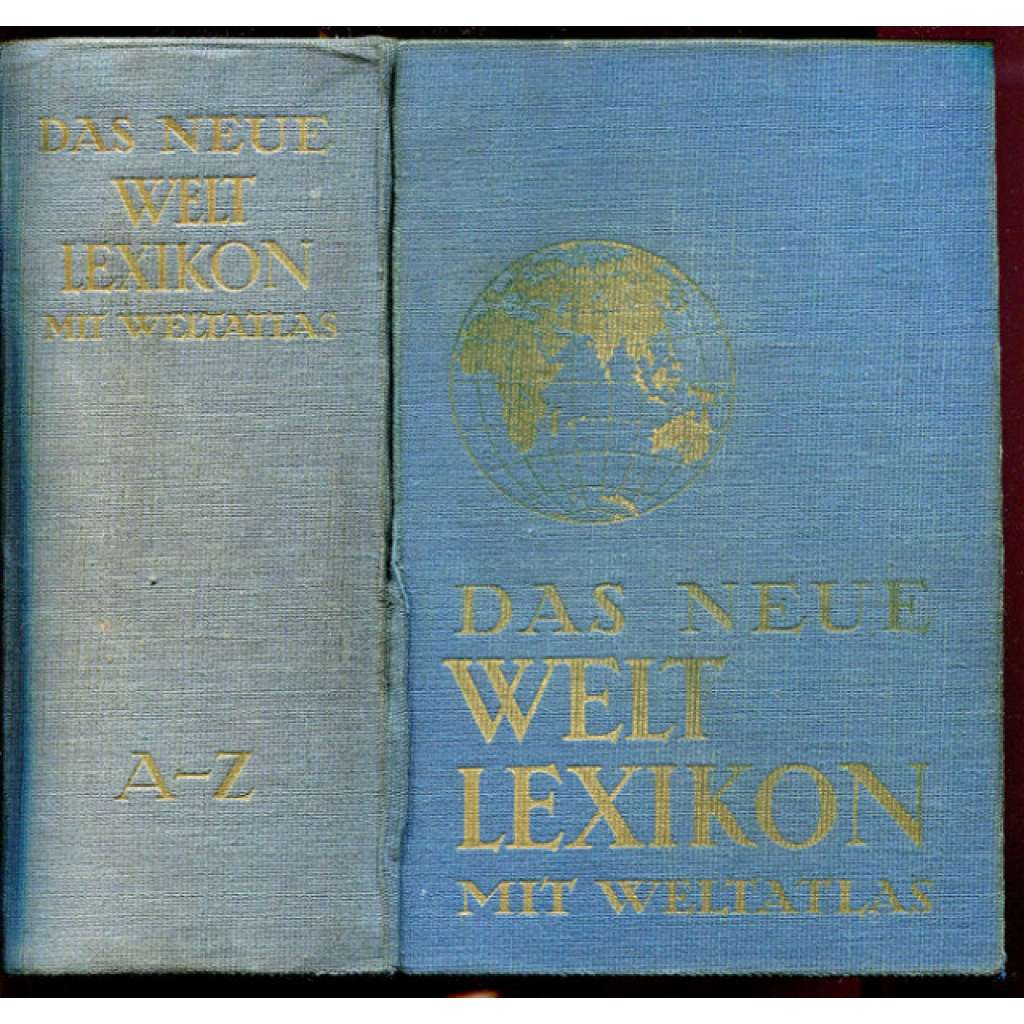 DAS NEUE
WELT
LEXIKON
MIT WELTATLAS
A-Z
DAS NEUE
WELT
LEXIKON
MIT WELTATLAS